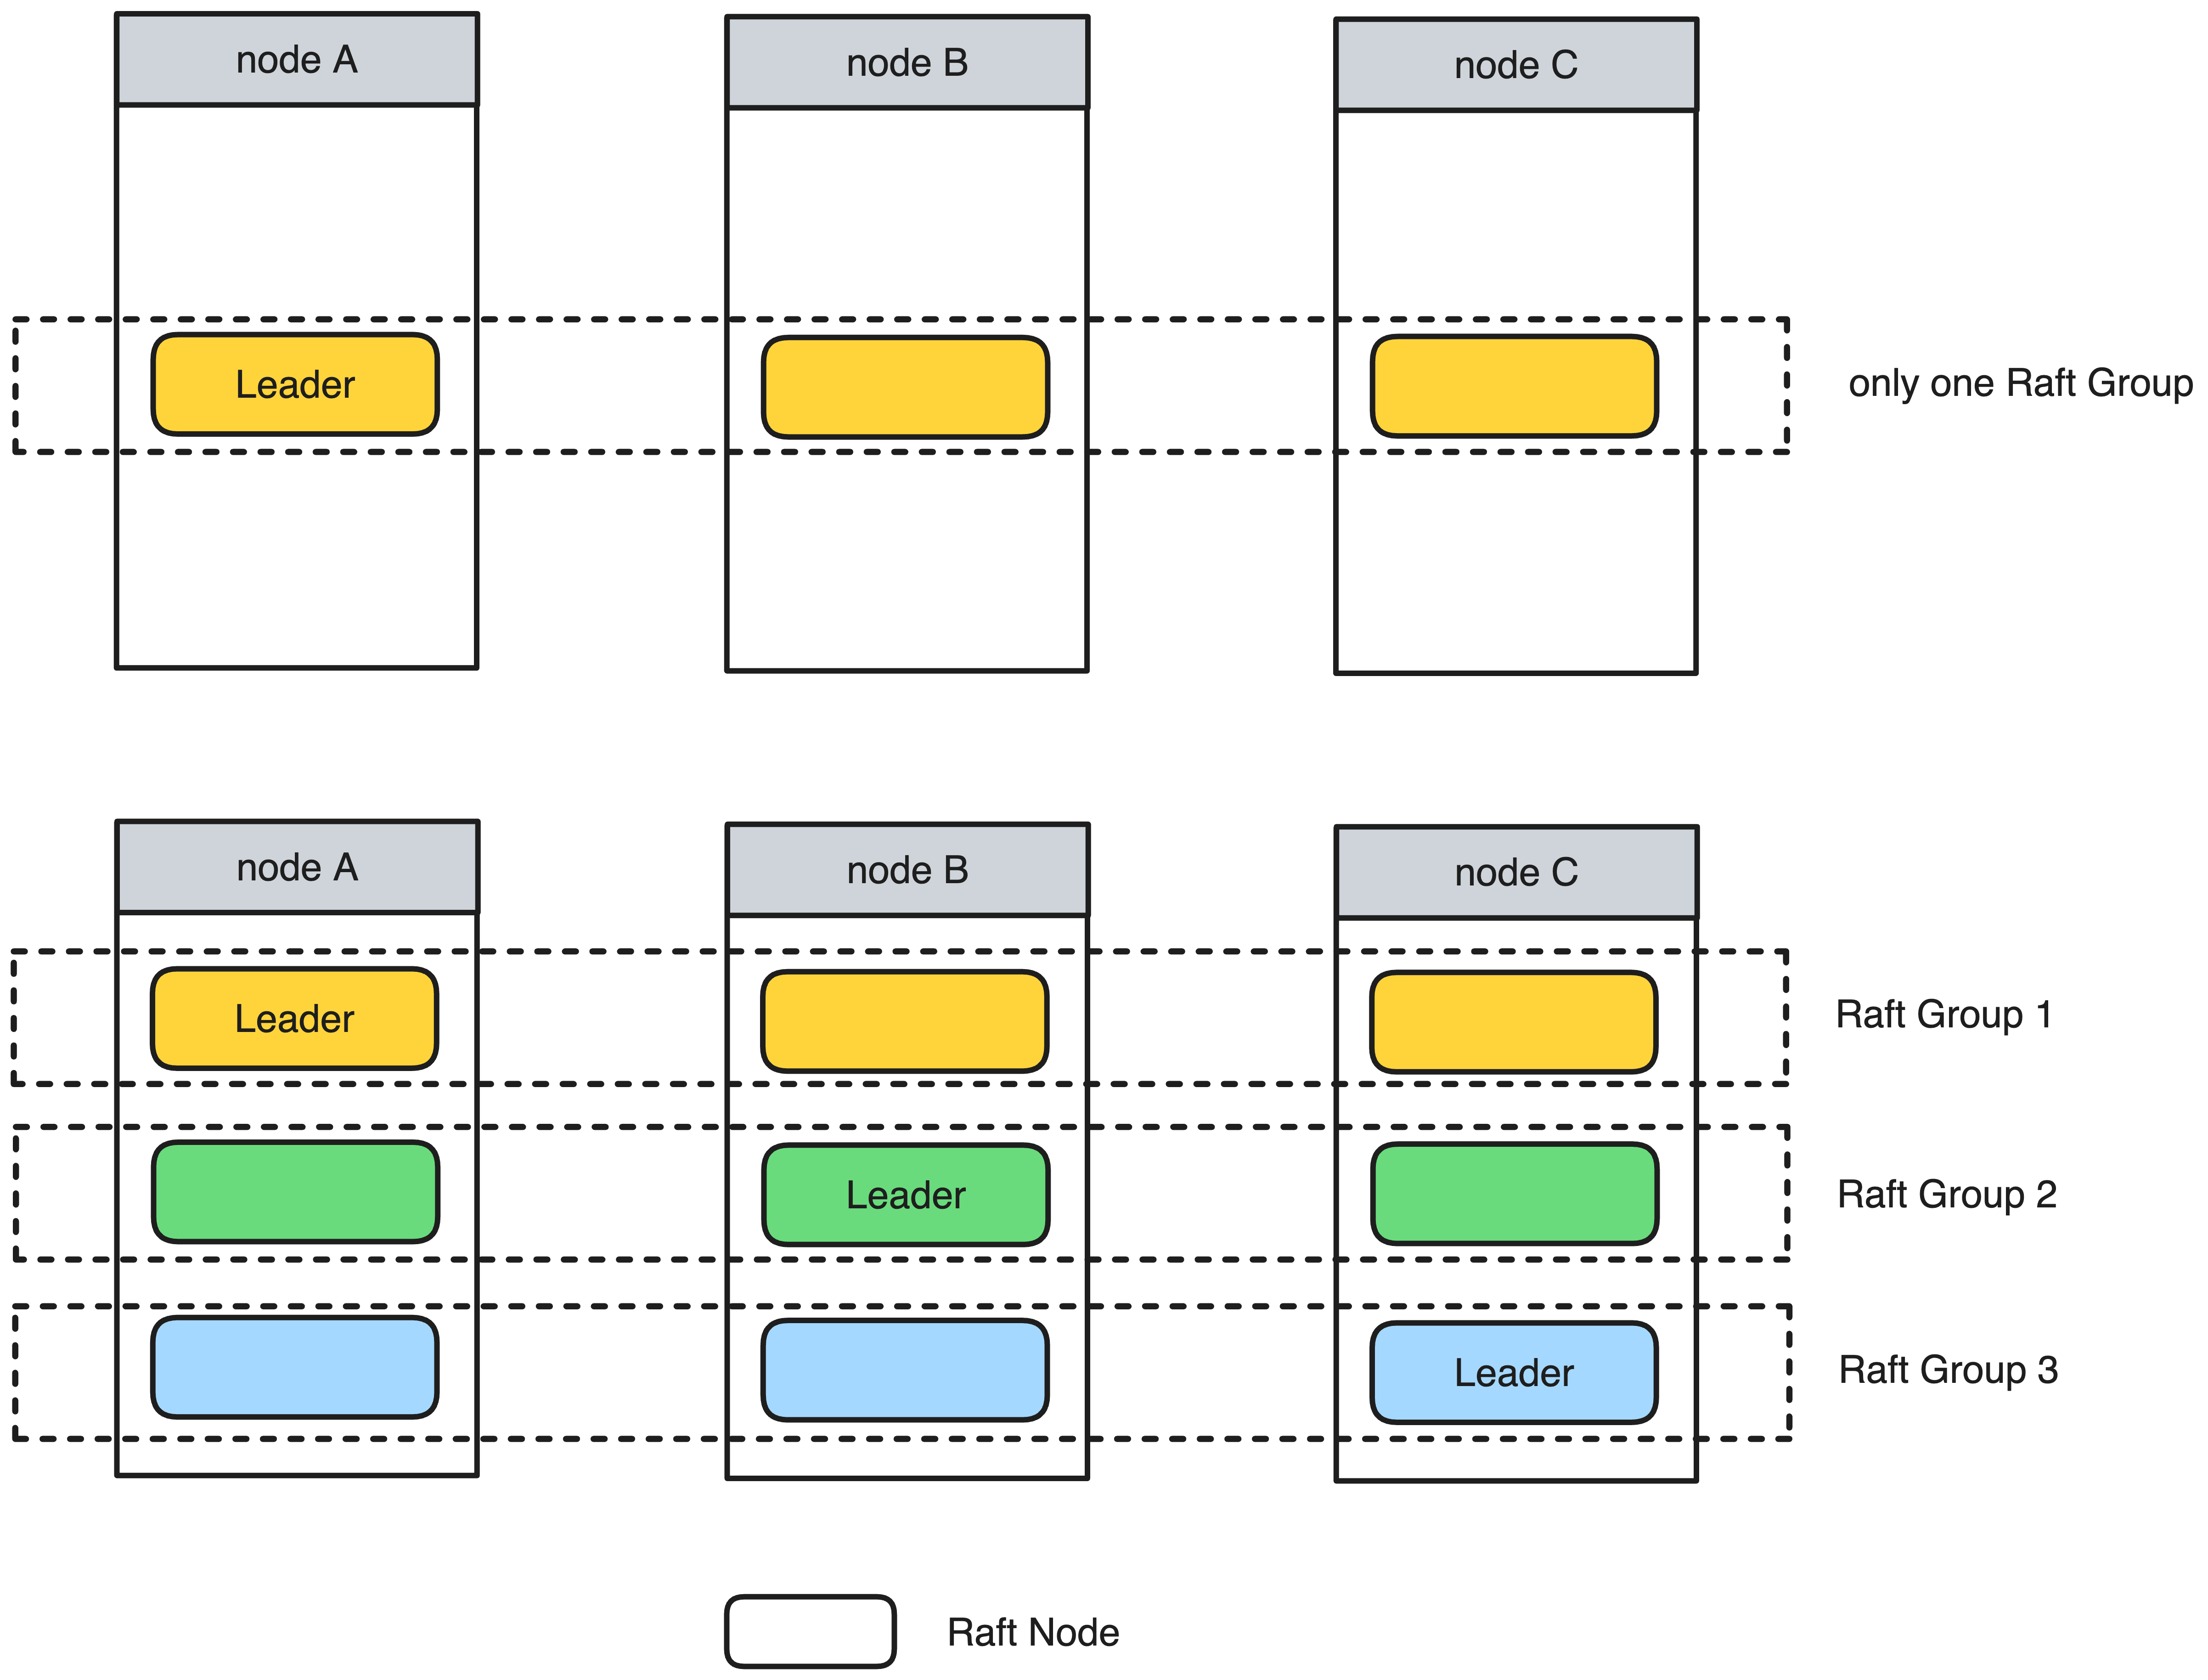 node A
node B
node C
Leader
only one Raft Group
node A
node B
node C
Leader
Raft Group 1
Leader
Raft Group 2
Leader
Raft Group 3
Raft Node